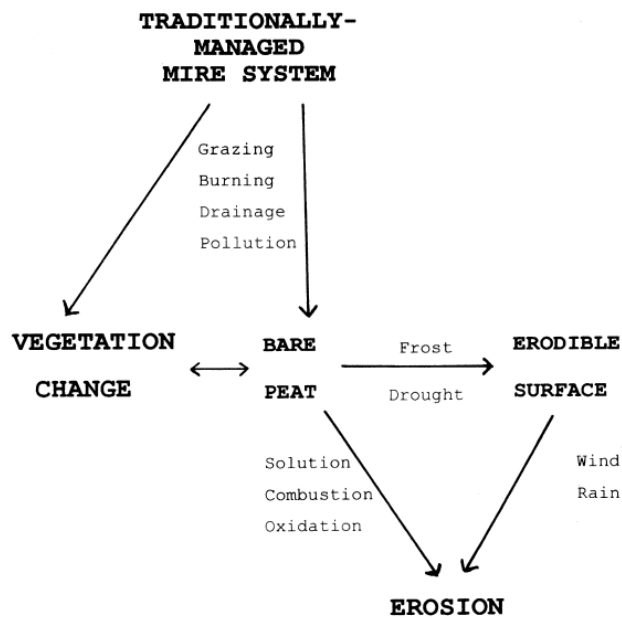 TRADITIONALLY-
MANAGED
MIRE SYSTEM
Grazing
Burning
Drainage
Pollution
VEGETATION
CHANGE
BARE
PEAT
Frost
Drought
ERODIBLE
SURFACE
Solution
Combustion
Oxidation
Wind
Rain
EROSION